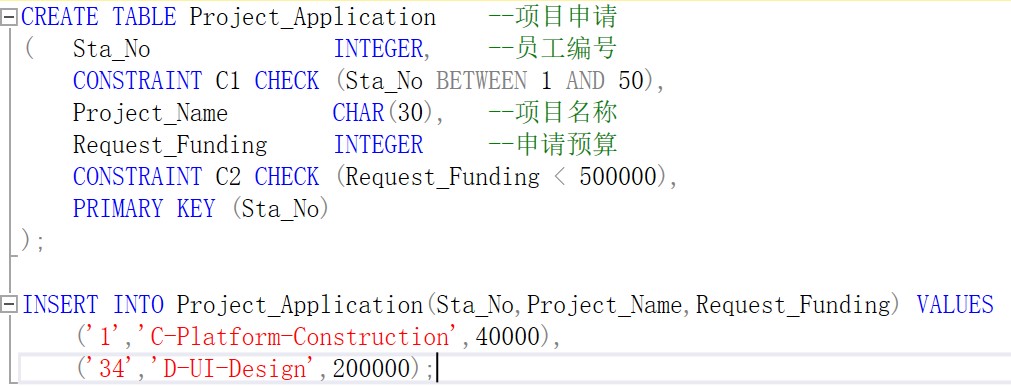 CREATE TABLE Project_Application --项目申请
( Sta_No INTEGER, --员工编号
CONSTRAINT C1 CHECK (Sta_No BETWEEN 1 AND 50),
Project_Name CHAR(30), --项目名称
Request_Funding INTEGER --申请预算
CONSTRAINT C2 CHECK (Request_Funding < 500000),
PRIMARY KEY (Sta_No)
);
INSERT INTO Project_Application(Sta_No,Project_Name,Request_Funding) VALUES
('1','C-Platform-Construction',40000),
('34','D-UI-Design',200000);